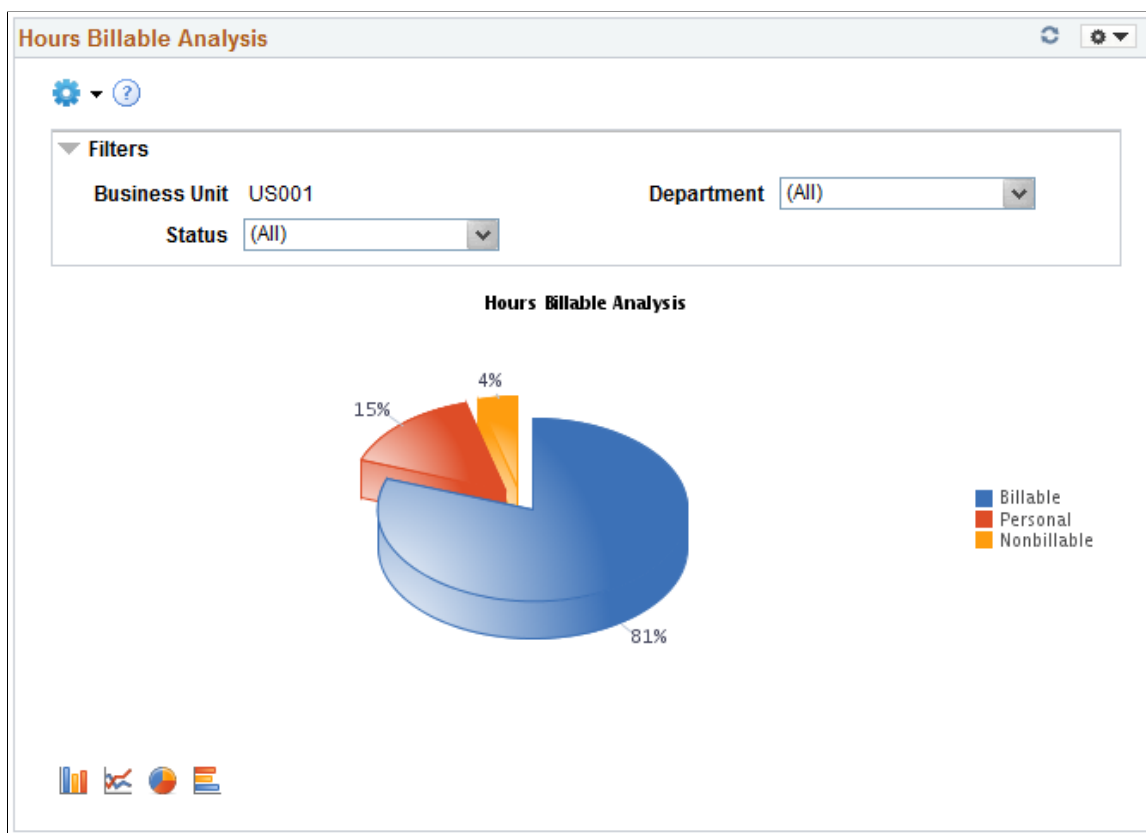 Hours Billable Analysis
?
Filters
Business Unit US001 Department (All)
Status (All)
Hours Billable Analysis
4%
15%
Billable
Personal
Nonbillable
81%